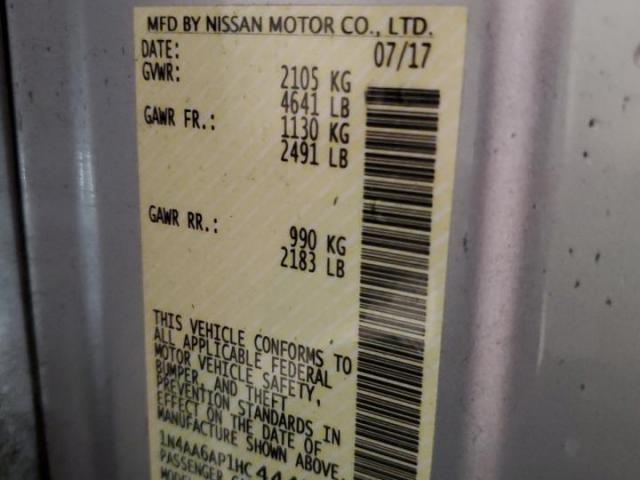 MFD BY NISSAN MOTOR CO., LTD.
DATE: 07/17
GVWR: 2105 KG
4641 LB
GAWR FR.: 1130 KG
2491 LB
GAWR RR.: 990 KG
2183 LB
THIS VEHICLE CONFORMS TO
ALL APPLICABLE FEDERAL
MOTOR VEHICLE SAFETY,
BUMPER, AND THEFT
PREVENTION STANDARDS IN
EFFECT ON THE DATE OF
MANUFACTURE SHOWN ABOVE.
1N4AA6AP1HC
PASSENGER